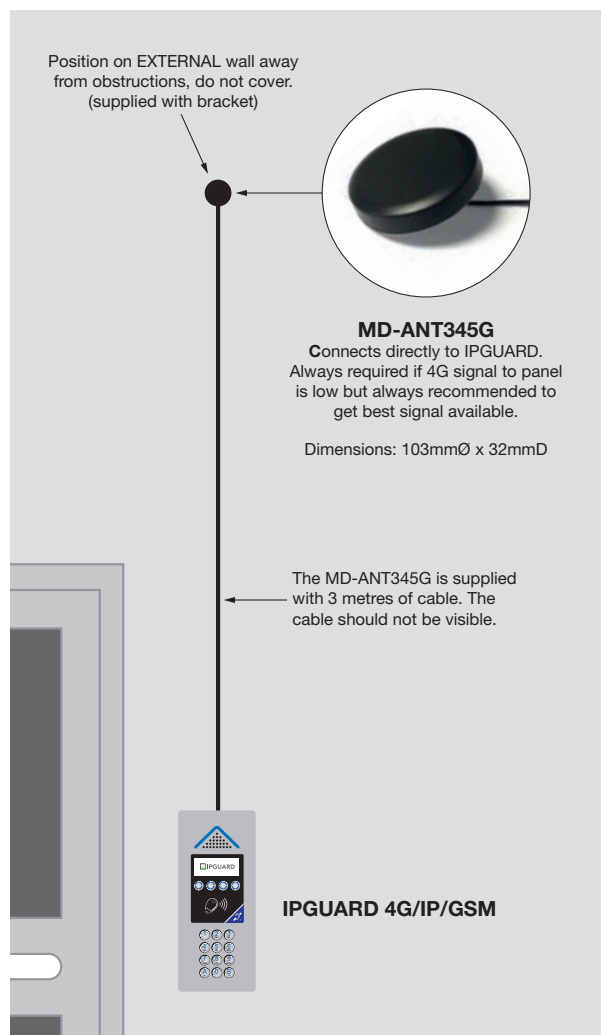 Position on EXTERNAL wall away
from obstructions, do not cover.
(supplied with bracket)
MD-ANT345G
Connects directly to IPGUARD.
Always required if 4G signal to panel
is low but always recommended to
get best signal available.
Dimensions: 103mmØ x 32mmD
The MD-ANT345G is supplied
with 3 metres of cable. The
cable should not be visible.
IPGUARD
IPGUARD 4G/IP/GSM